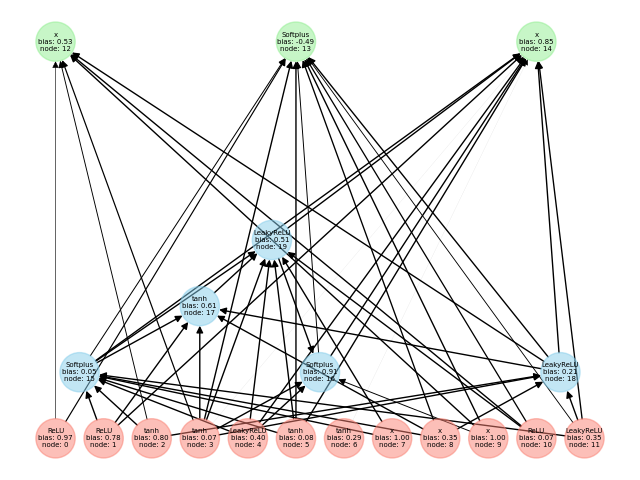 x
bias: 0.53
node: 12
Softplus
bias: -0.49
node: 13
x
bias: 0.85
node: 14
LeakyReLU
bias: 0.51
node: 19
tanh
bias: 0.61
node: 17
Softplus
bias: 0.05
node: 15
Softplus
bias: 0.91
node: 16
LeakyReLU
bias: 0.21
node: 18
ReLU
bias: 0.97
node: 0
ReLU
bias: 0.78
node: 1
tanh
bias: 0.80
node: 2
tanh
bias: 0.07
node: 3
LeakyReLU
bias: 0.40
node: 4
tanh
bias: 0.08
node: 5
tanh
bias: 0.29
node: 6
x
bias: 1.00
node: 7
x
bias: 0.35
node: 8
x
bias: 1.00
node: 9
ReLU
bias: 0.07
node: 10
LeakyReLU
bias: 0.35
node: 11